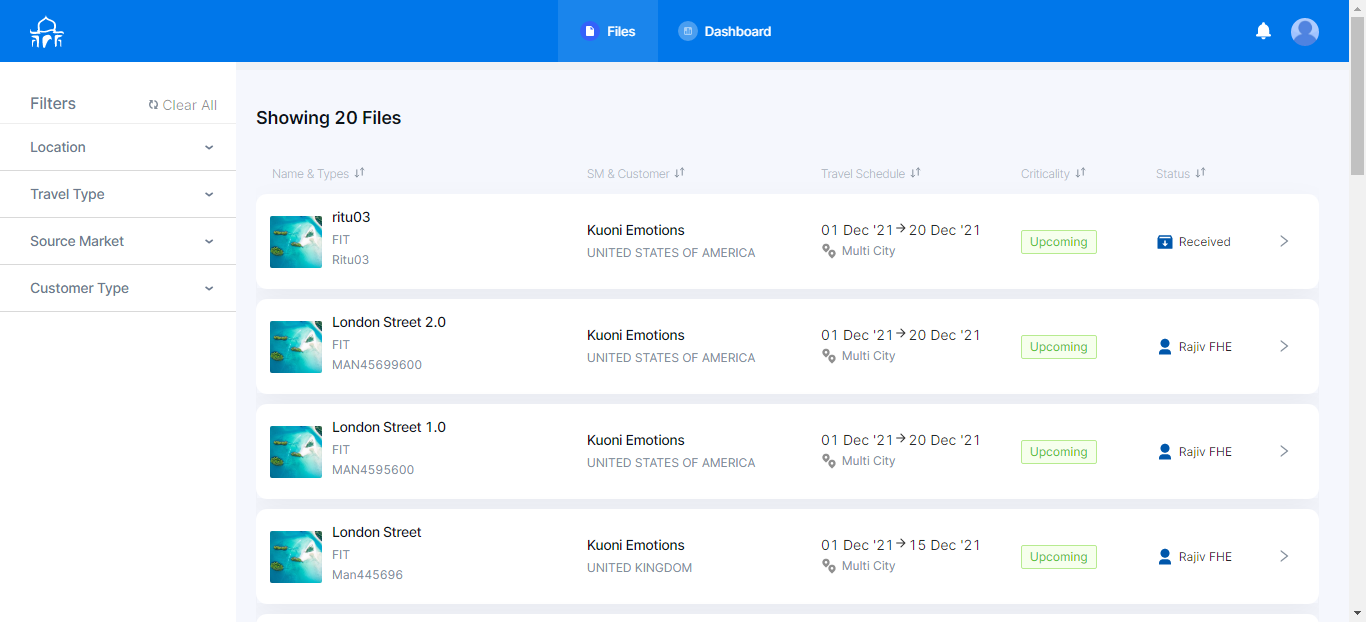 Files
Dashboard
Filters
Clear All
Location
Travel Type
Source Market
Customer Type
Showing 20 Files
Name & Types
SM & Customer
Travel Schedule
Criticality
Status
ritu03
FIT
Ritu03
Kuoni Emotions
UNITED STATES OF AMERICA
01 Dec '21 → 20 Dec '21
Multi City
Upcoming
Received
London Street 2.0
FIT
MAN45699600
Kuoni Emotions
UNITED STATES OF AMERICA
01 Dec '21 → 20 Dec '21
Multi City
Upcoming
Rajiv FHE
London Street 1.0
FIT
MAN4595600
Kuoni Emotions
UNITED STATES OF AMERICA
01 Dec '21 → 20 Dec '21
Multi City
Upcoming
Rajiv FHE
London Street
FIT
Man445696
Kuoni Emotions
UNITED KINGDOM
01 Dec '21 → 15 Dec '21
Multi City
Upcoming
Rajiv FHE